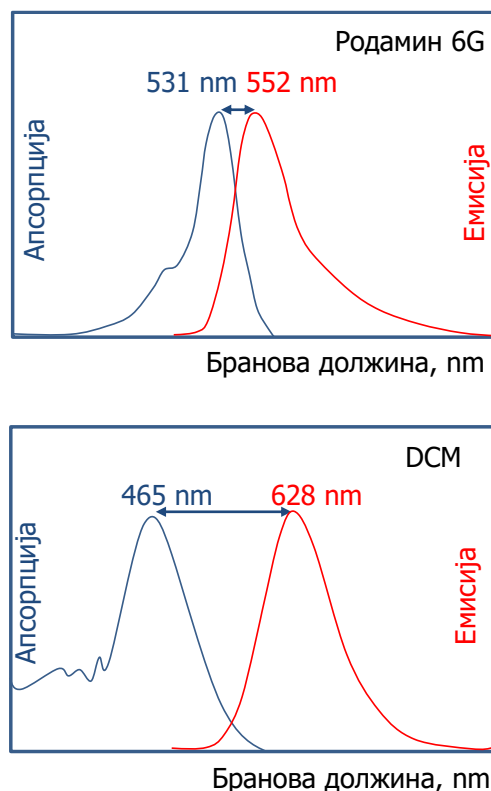 Родамин 6G
531 nm 552 nm
Апсорпција
Емисија
Бранова должина, nm
DCM
465 nm 628 nm
Апсорпција
Емисија
Бранова должина, nm